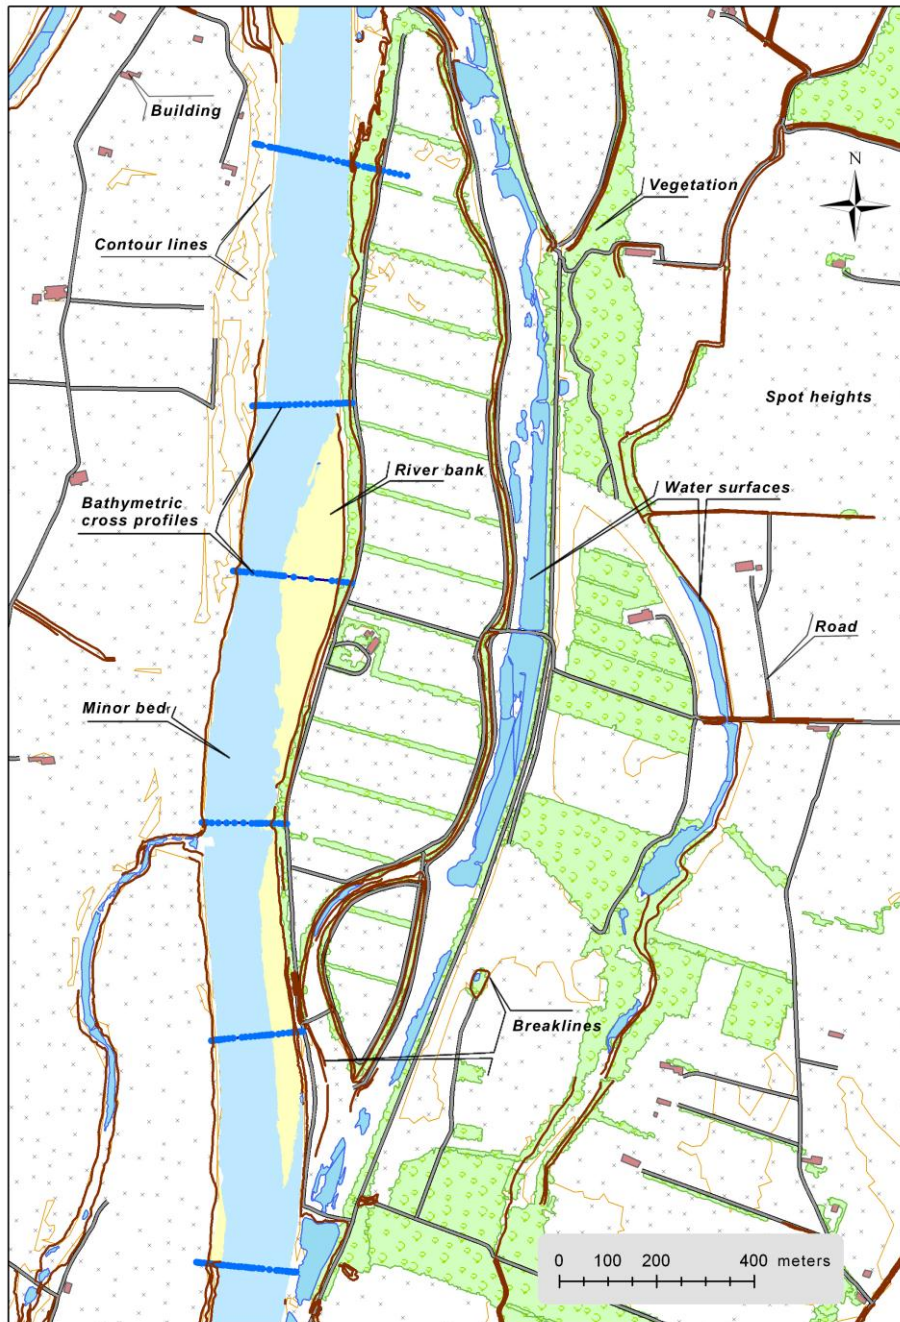 Building
N
Vegetation
Contour lines
Spot heights
River bank
Water surfaces
Bathymetric
cross profiles
Road
Minor bed
Breaklines
0 100 200 400 meters